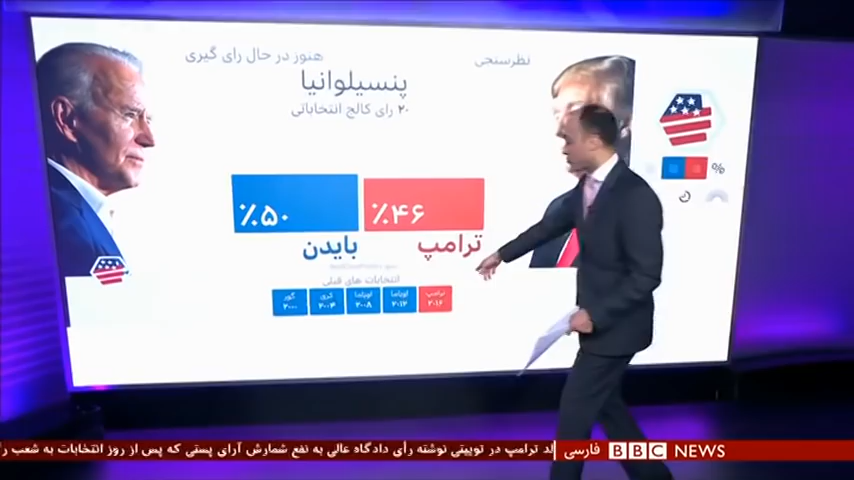 هنوز در حال رای گیری
نظرسنجی
پنسیلوانیا
۲۰ رای کالج انتخاباتی
٪۵۰
٪۴۶
بایدن
ترامپ
انتخابات های قبلی
گور ۲۰۰۰
کری ۲۰۰۴
اوباما ۲۰۰۸
اوباما ۲۰۱۲
ترامپ ۲۰۱۶
%
BBC NEWS فارسی
لد ترامپ در توییتی نوشته رأی دادگاه عالی به نفع شمارش آرای پستی که پس از روز انتخابات به شعب ر